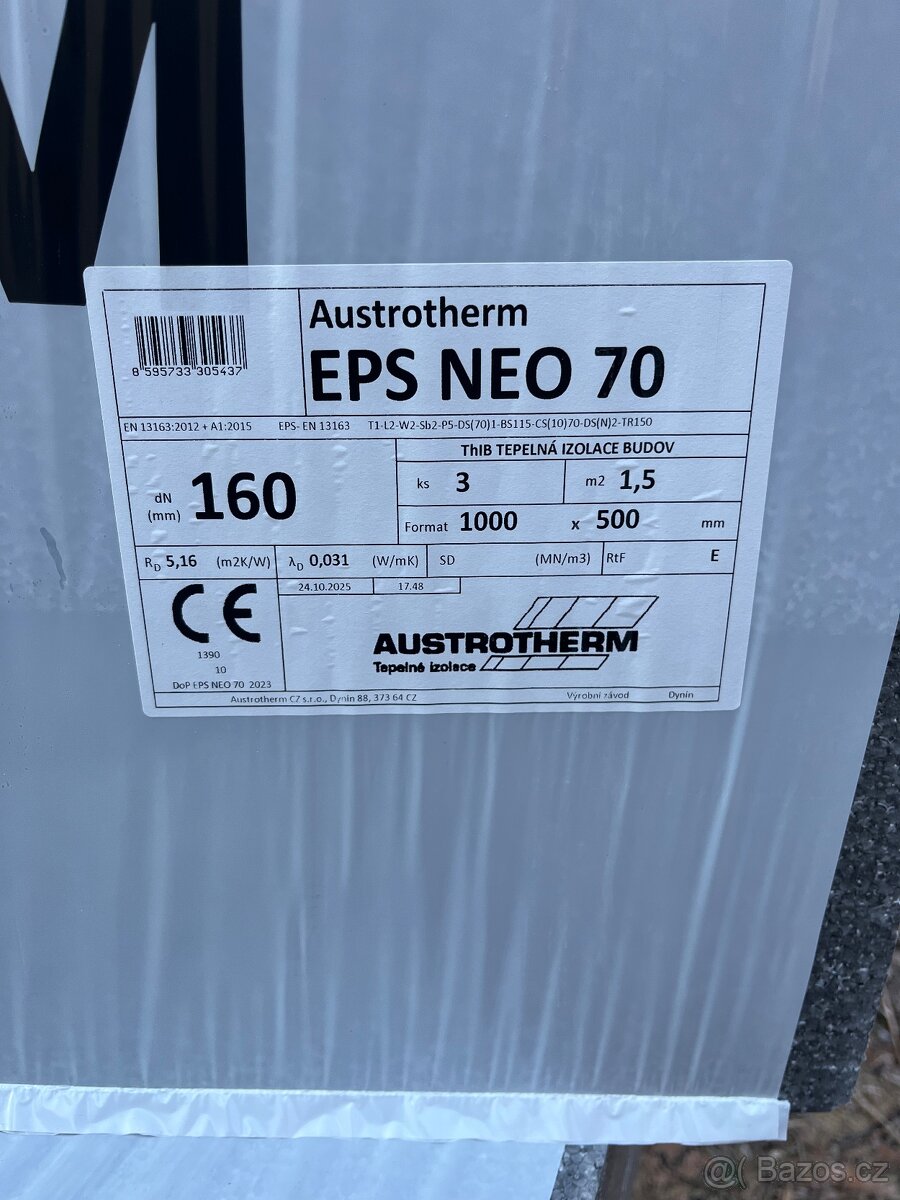 M
Austrotherm
EPS NEO 70
8 595733 305437
EN 13163:2012 + A1:2015 EPS- EN 13163 T1-L2-W2-Sb2-P5-DS(70)1-BS115-CS(10)70-DS(N)2-TR150
ThIB TEPELNÁ IZOLACE BUDOV
dN (mm) 160
ks 3 m2 1,5
Format 1000 x 500 mm
RD 5,16 (m2K/W) λD 0,031 (W/mK) SD (MN/m3) RtF E
24.10.2025 17.48
CE
1390
10
DoP EPS NEO 70 2023
AUSTROTHERM
Tepelné izolace
Austrotherm CZ s.r.o., Dynín 88, 373 64 CZ Výrobní závod Dynín
@ Bazos.cz